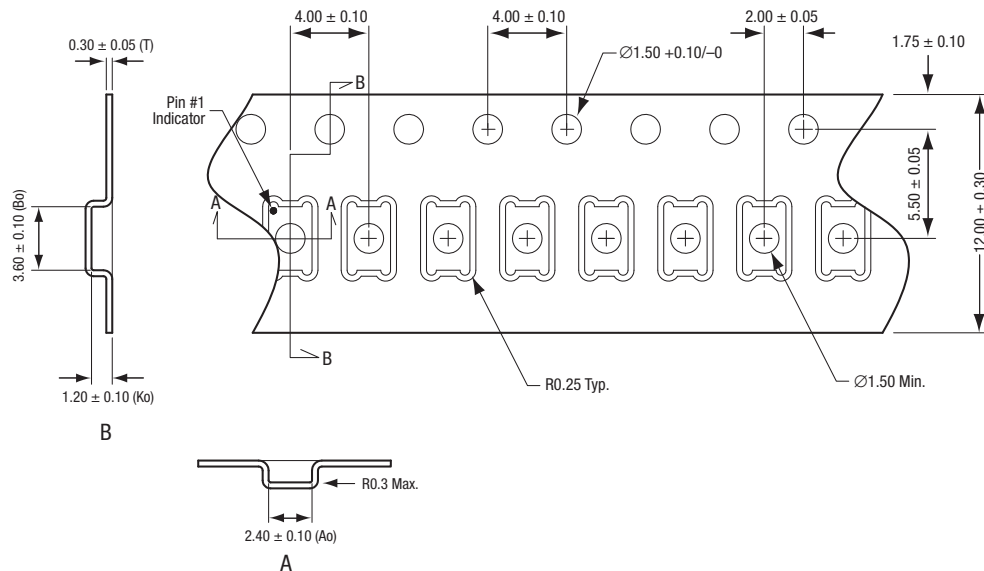 4.00 ± 0.10
4.00 ± 0.10
2.00 ± 0.05
0.30 ± 0.05 (T)
∅1.50 +0.10/–0
1.75 ± 0.10
B
Pin #1
Indicator
A
A
3.60 ± 0.10 (Bo)
5.50 ± 0.05
12.00 ± 0.30
B
R0.25 Typ.
∅1.50 Min.
1.20 ± 0.10 (Ko)
B
R0.3 Max.
2.40 ± 0.10 (Ao)
A